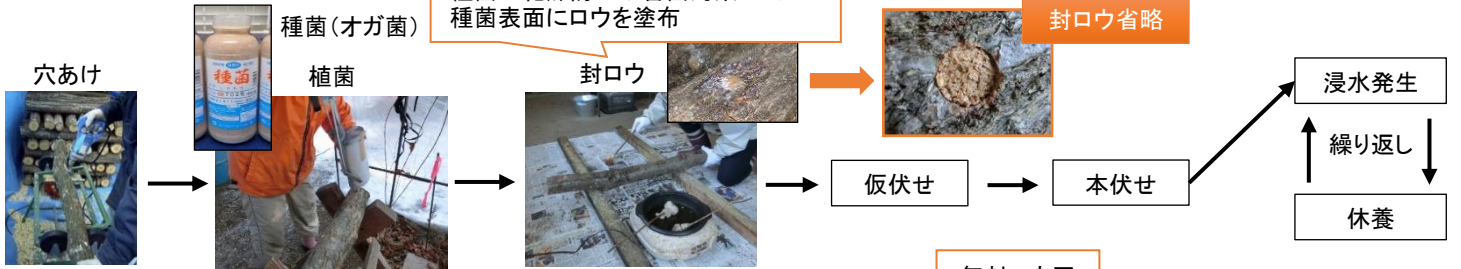 種菌表面にロウを塗布
封ロウ省略
種菌（オガ菌）
種菌
穴あけ
植菌
封ロウ
浸水発生
繰り返し
仮伏せ
本伏せ
休養